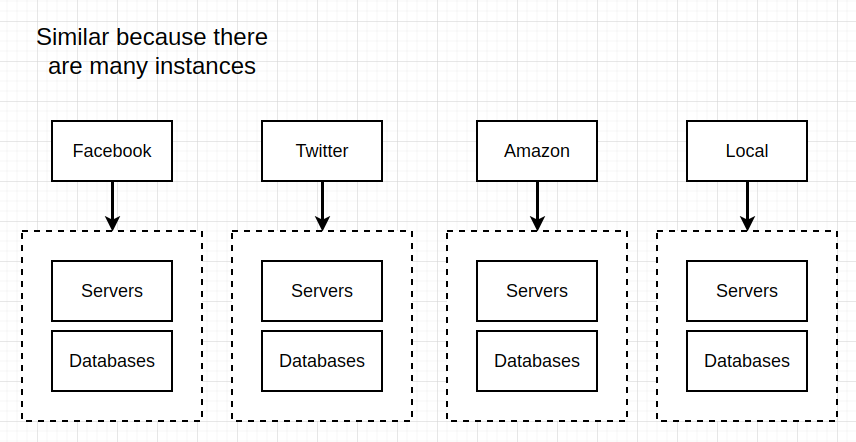 Similar because there
are many instances
Facebook
Twitter
Amazon
Local
Servers
Servers
Servers
Servers
Databases
Databases
Databases
Databases